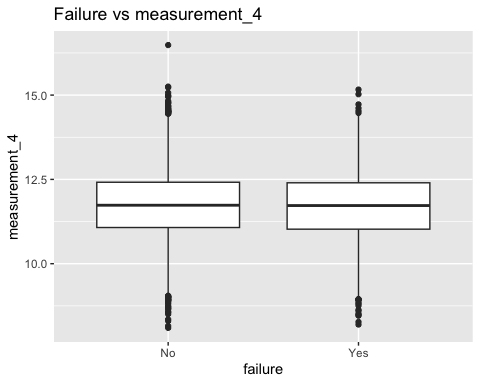 Failure vs measurement_4
measurement_4
15.0
12.5
10.0
No
Yes
failure